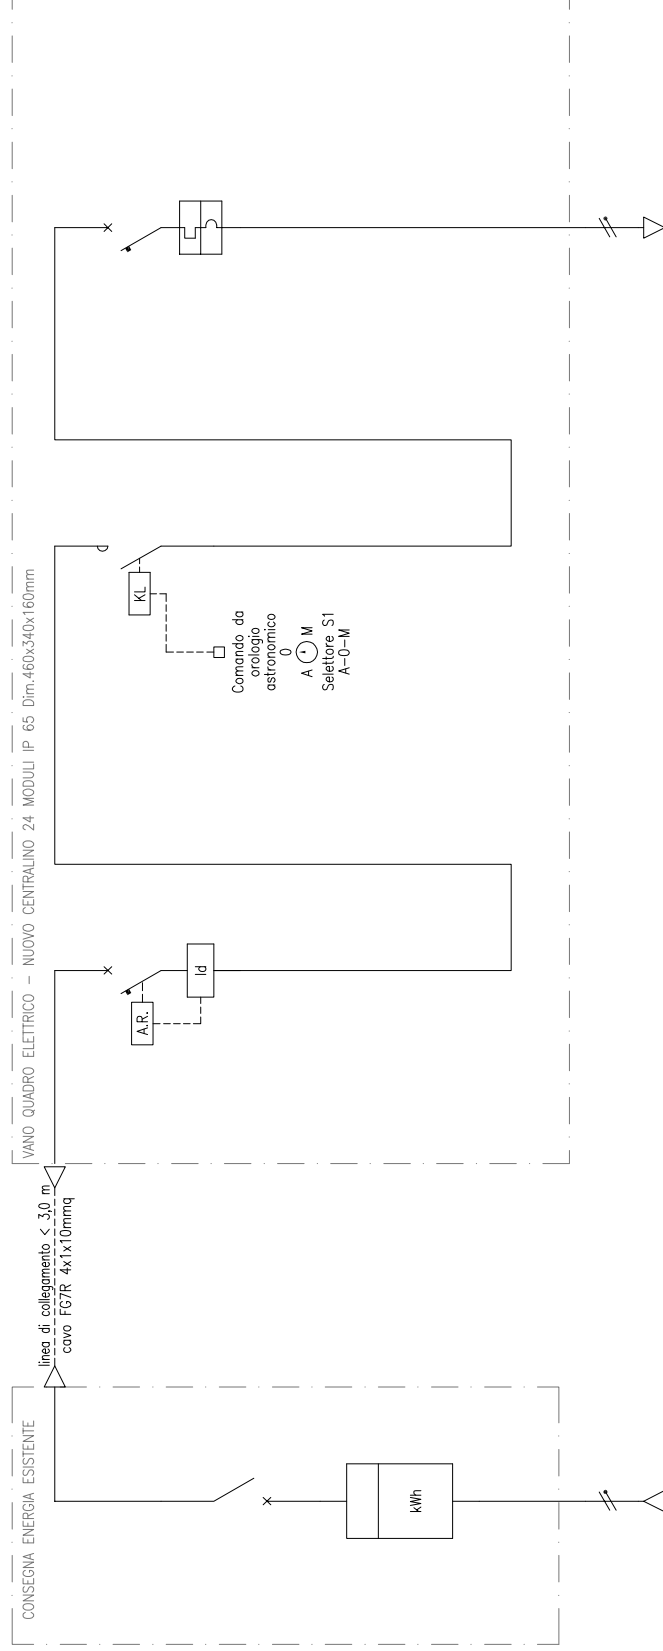 CONSEGNA ENERGIA ESISTENTE
kWh
linea di collegamento < 3,0 m
cavo FG7R 4x1x10mmq
VANO QUADRO ELETTRICO - NUOVO CENTRALINO 24 MODULI IP 65 Dim.460x340x160mm
A.R.
Id
KL
Comando da
orologio
astronomico
0
A M
Selettore S1
A-0-M